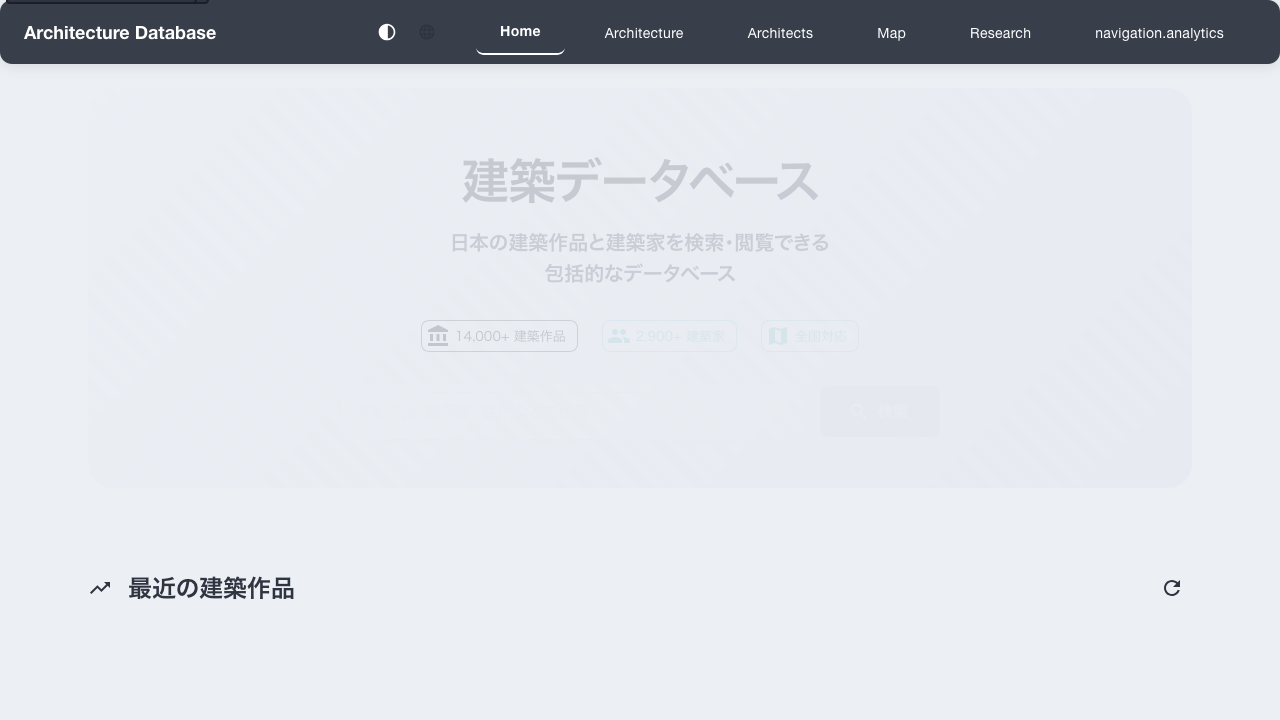 Architecture Database
Home
Architecture
Architects
Map
Research
navigation.analytics
建築データベース
日本の建築作品と建築家を検索・閲覧できる
包括的なデータベース
14,000+ 建築作品
2,900+ 建築家
全国対応
検索
最近の建築作品